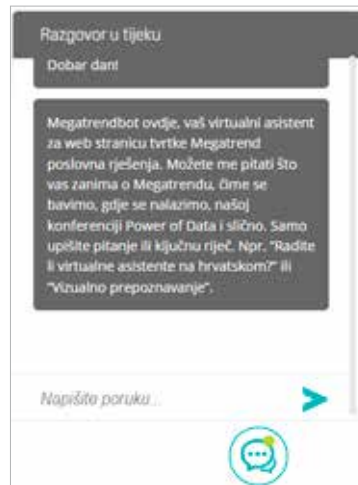 Razgovor u tijeku
Dobar dan!
Megatrendbot ovdje, vaš virtualni asistent
za web stranicu tvrtke Megatrend
poslovna rješenja. Možete me pitati što
vas zanima o Megatrendu, čime se
bavimo, gdje se nalazimo, našoj
konferenciji Power of Data i slično. Samo
upišite pitanje ili ključnu riječ. Npr. "Radite
li virtualne asistente na hrvatskom?" ili
"Vizualno prepoznavanje".
Napišite poruku...